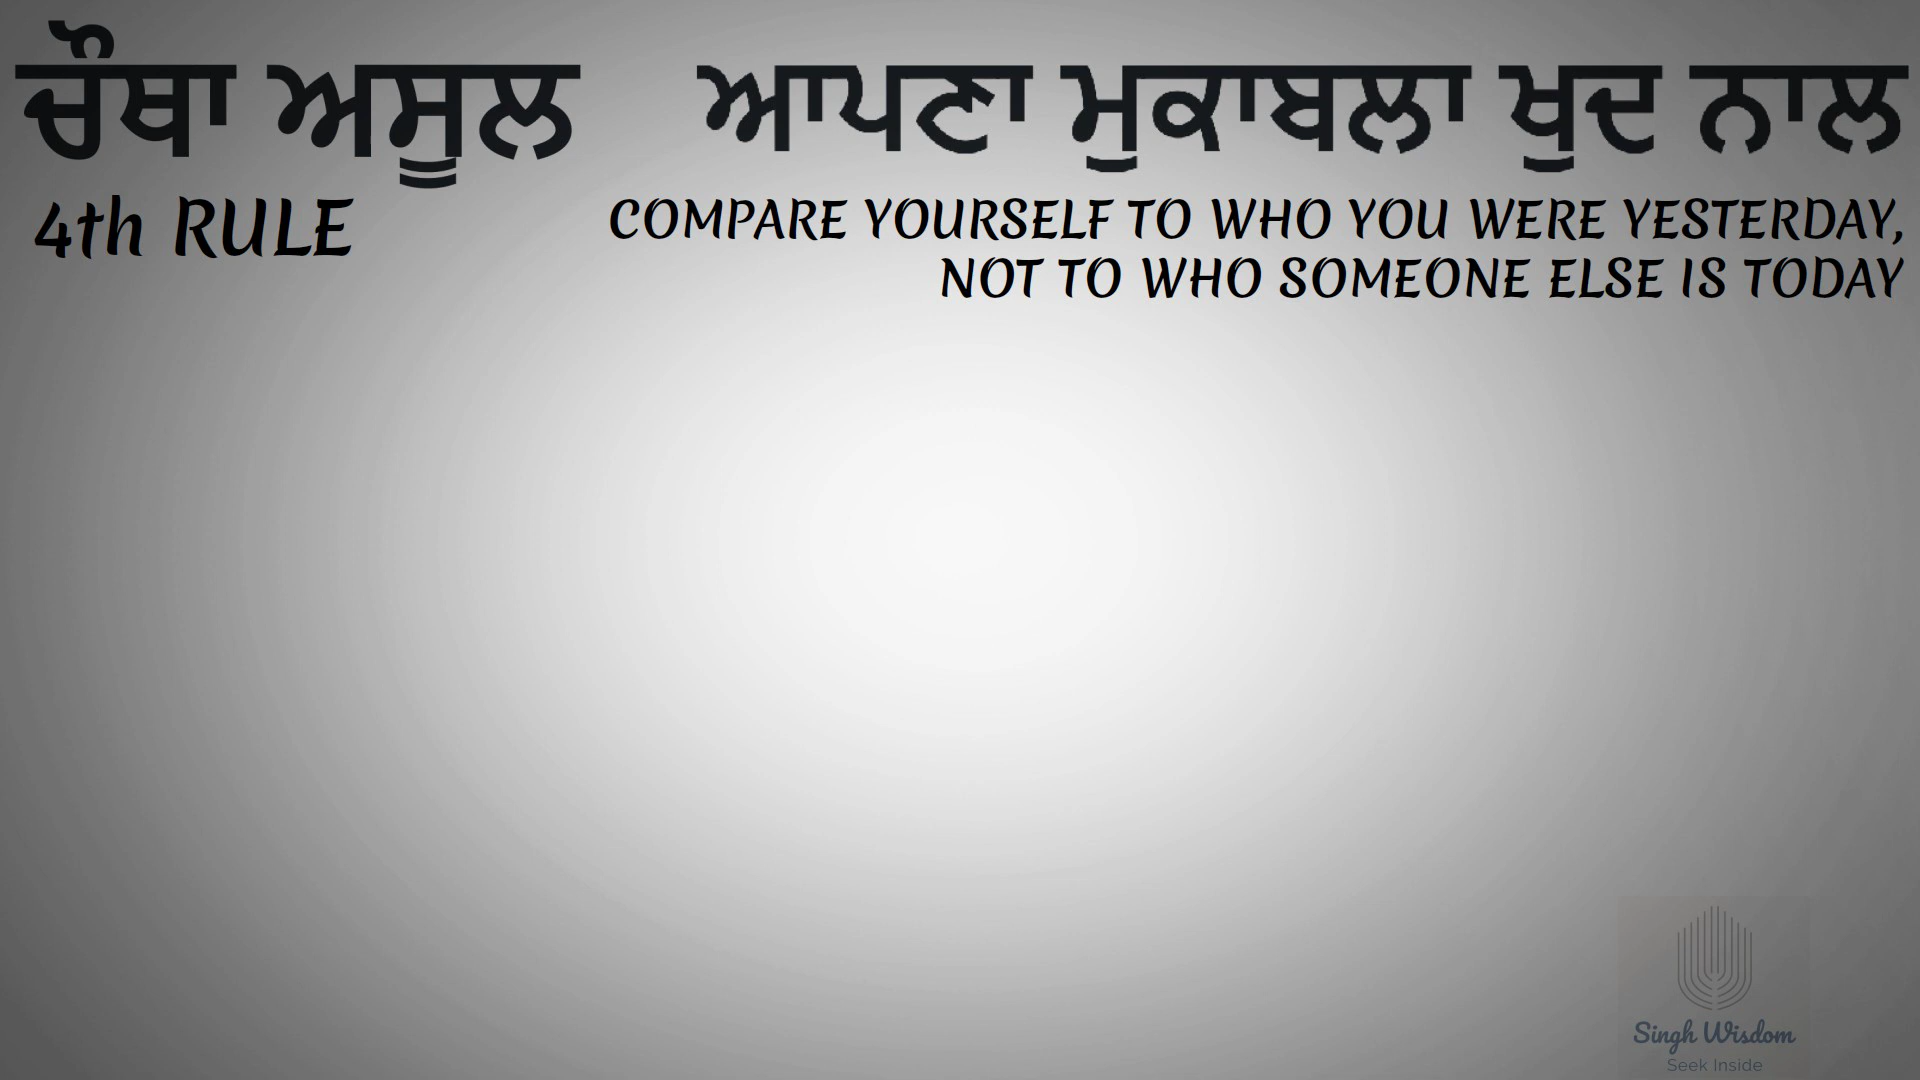 ਚੌਥਾ ਅਸੂਲ
4th RULE
ਆਪਣਾ ਮੁਕਾਬਲਾ ਖੁਦ ਨਾਲ
COMPARE YOURSELF TO WHO YOU WERE YESTERDAY,
NOT TO WHO SOMEONE ELSE IS TODAY
Singh Wisdom
Seek Inside